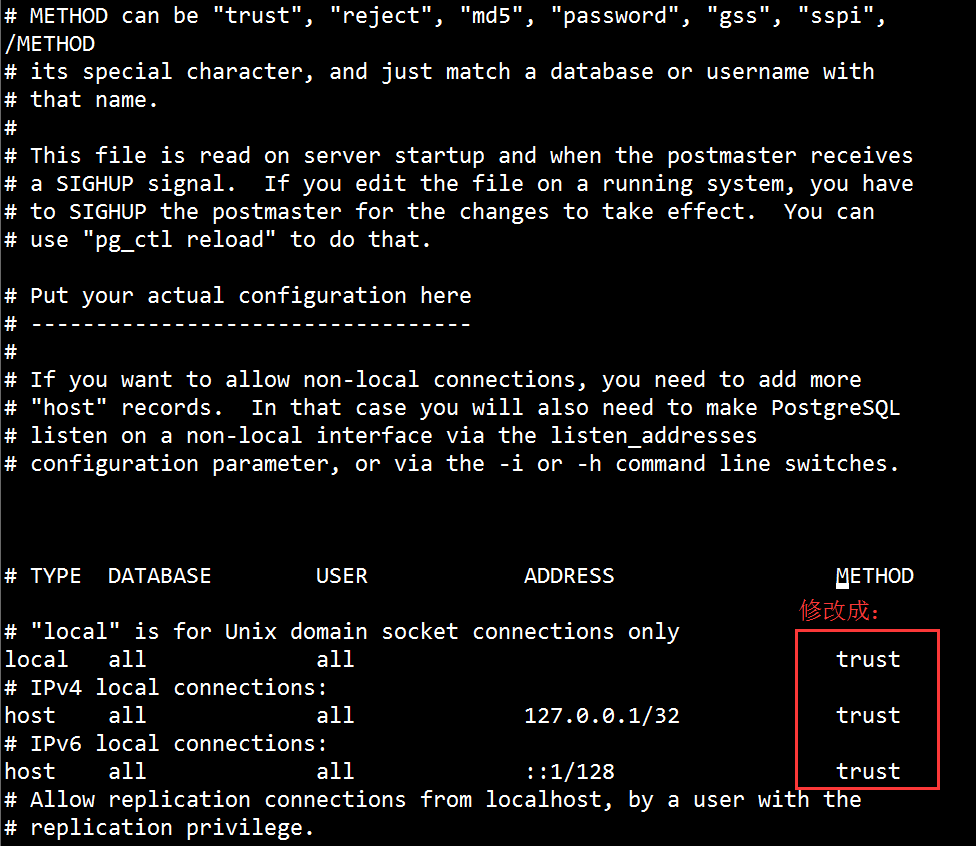 # METHOD can be "trust", "reject", "md5", "password", "gss", "sspi",
/METHOD
# its special character, and just match a database or username with
# that name.
#
# This file is read on server startup and when the postmaster receives
# a SIGHUP signal.  If you edit the file on a running system, you have
# to SIGHUP the postmaster for the changes to take effect.  You can
# use "pg_ctl reload" to do that.
# Put your actual configuration here
# ----------------------------------
#
# If you want to allow non-local connections, you need to add more
# "host" records.  In that case you will also need to make PostgreSQL
# listen on a non-local interface via the listen_addresses
# configuration parameter, or via the -i or -h command line switches.
# TYPE  DATABASE        USER            ADDRESS                 METHOD
修改成:
# "local" is for Unix domain socket connections only
local   all             all                                     trust
# IPv4 local connections:
host    all             all             127.0.0.1/32            trust
# IPv6 local connections:
host    all             all             ::1/128                 trust
# Allow replication connections from localhost, by a user with the
# replication privilege.